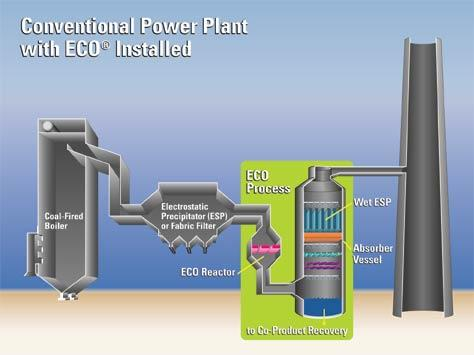 Conventional Power Plant
with ECO® Installed
ECO
Process
Wet ESP
Electrostatic
Precipitator (ESP)
or Fabric Filter
Coal-Fired
Boiler
Absorber
Vessel
ECO Reactor
to Co-Product Recovery